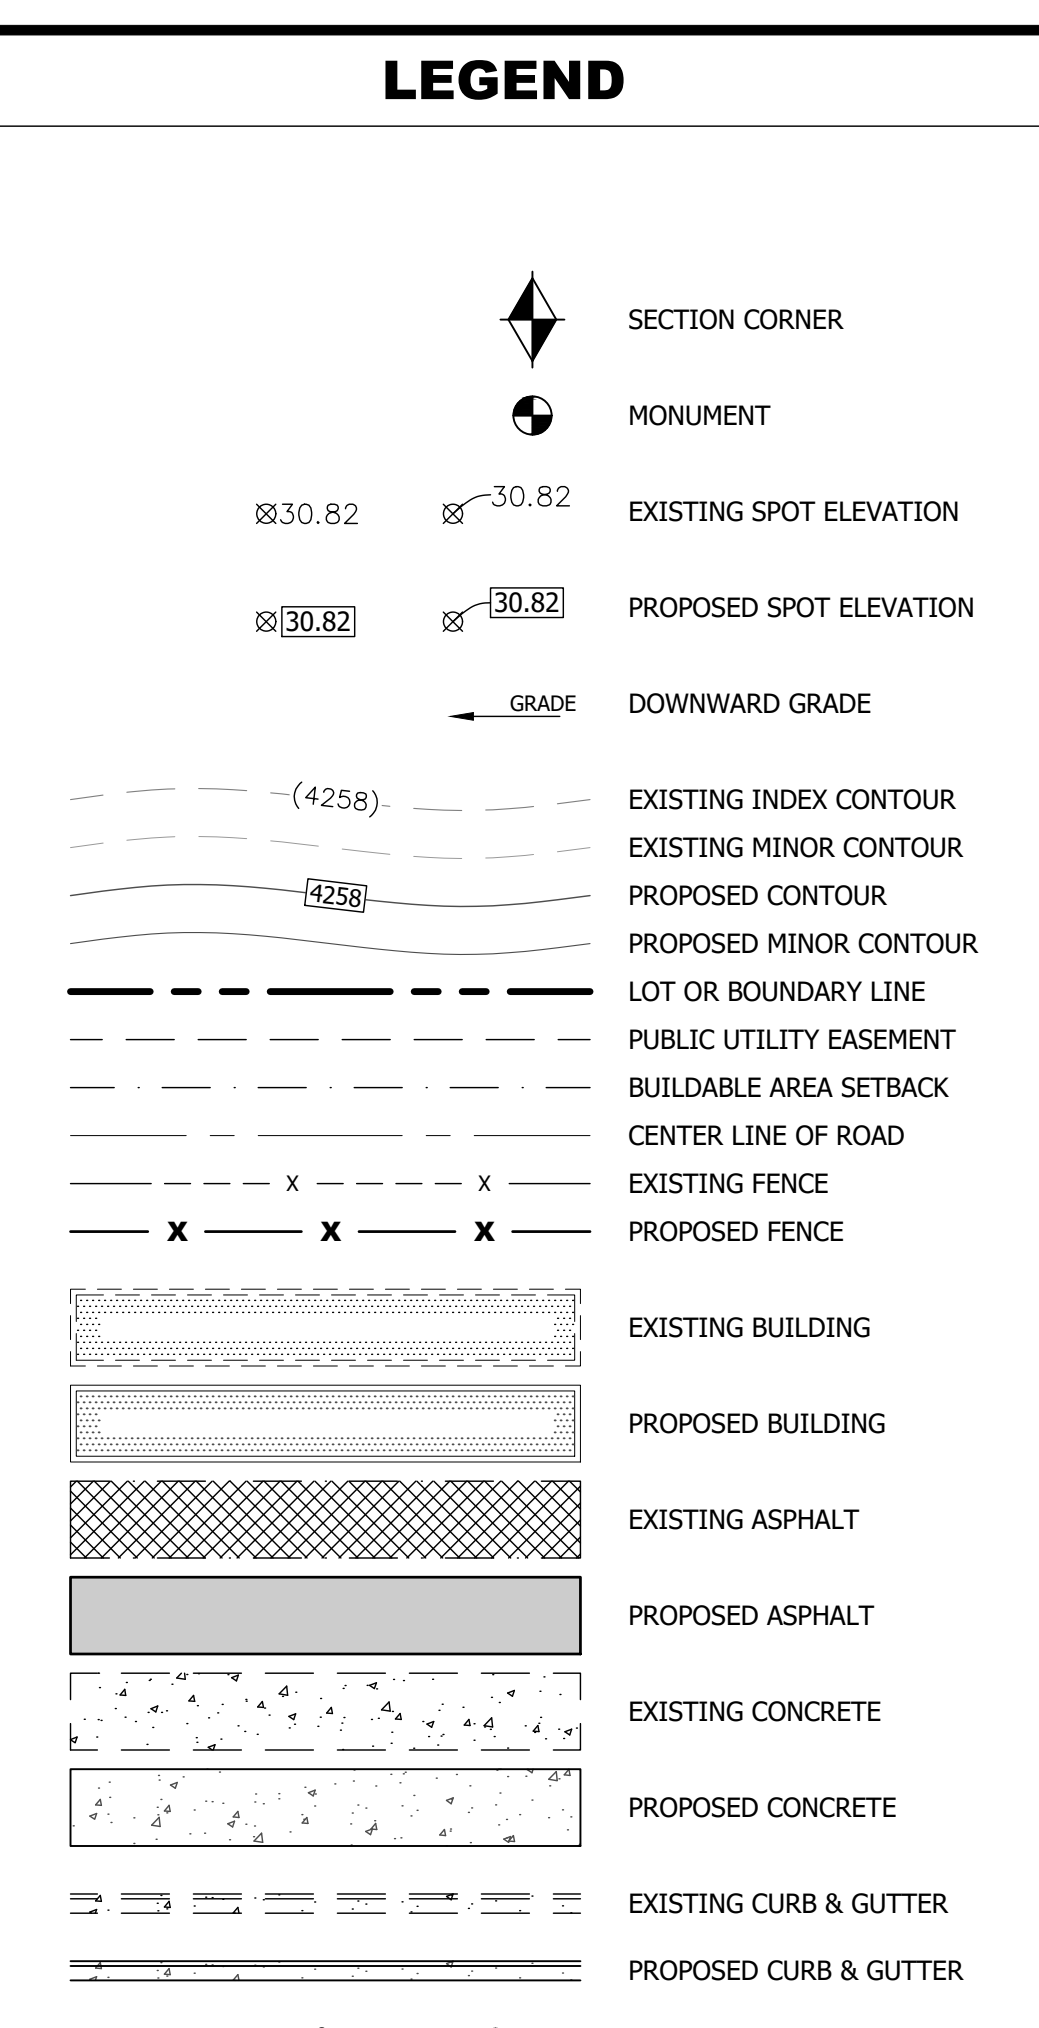 LEGEND
SECTION CORNER
MONUMENT
30.82 30.82 EXISTING SPOT ELEVATION
30.82 30.82 PROPOSED SPOT ELEVATION
GRADE DOWNWARD GRADE
(4258) EXISTING INDEX CONTOUR
EXISTING MINOR CONTOUR
4258 PROPOSED CONTOUR
PROPOSED MINOR CONTOUR
LOT OR BOUNDARY LINE
PUBLIC UTILITY EASEMENT
BUILDABLE AREA SETBACK
CENTER LINE OF ROAD
X X EXISTING FENCE
X X X PROPOSED FENCE
EXISTING BUILDING
PROPOSED BUILDING
EXISTING ASPHALT
PROPOSED ASPHALT
EXISTING CONCRETE
PROPOSED CONCRETE
EXISTING CURB & GUTTER
PROPOSED CURB & GUTTER